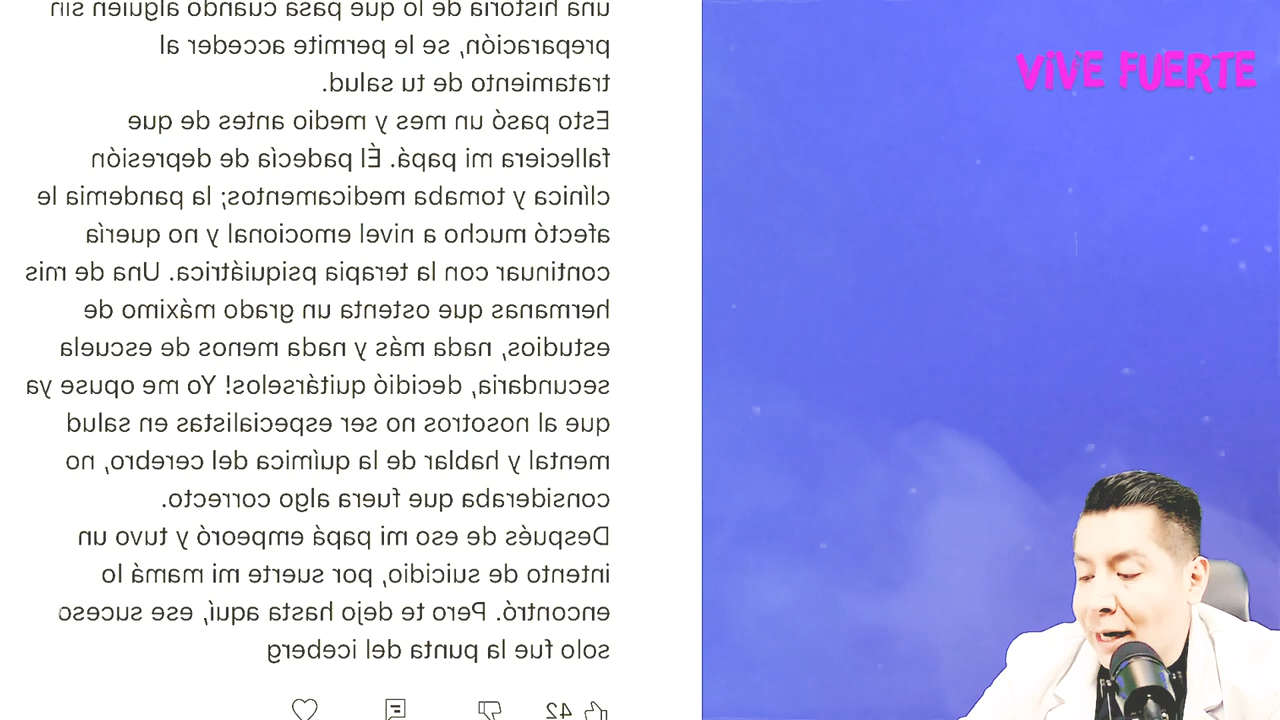 una historia de lo que pasa cuando alguien sin
preparación, se le permite acceder al
tratamiento de tu salud.
Esto pasó un mes y medio antes de que
falleciera mi papá. Él padecía de depresión
clínica y tomaba medicamentos; la pandemia le
afectó mucho a nivel emocional y no quería
continuar con la terapia psiquiátrica. Una de mis
hermanas que ostenta un grado máximo de
estudios, nada más y nada menos de escuela
secundaria, decidió quitárselos! Yo me opuse ya
que al nosotros no ser especialistas en salud
mental y hablar de la química del cerebro, no
consideraba que fuera algo correcto.
Después de eso mi papá empeoró y tuvo un
intento de suicidio, por suerte mi mamá lo
encontró. Pero te dejo hasta aquí, ese suceso
solo fue la punta del iceberg
42
VIVE FUERTE